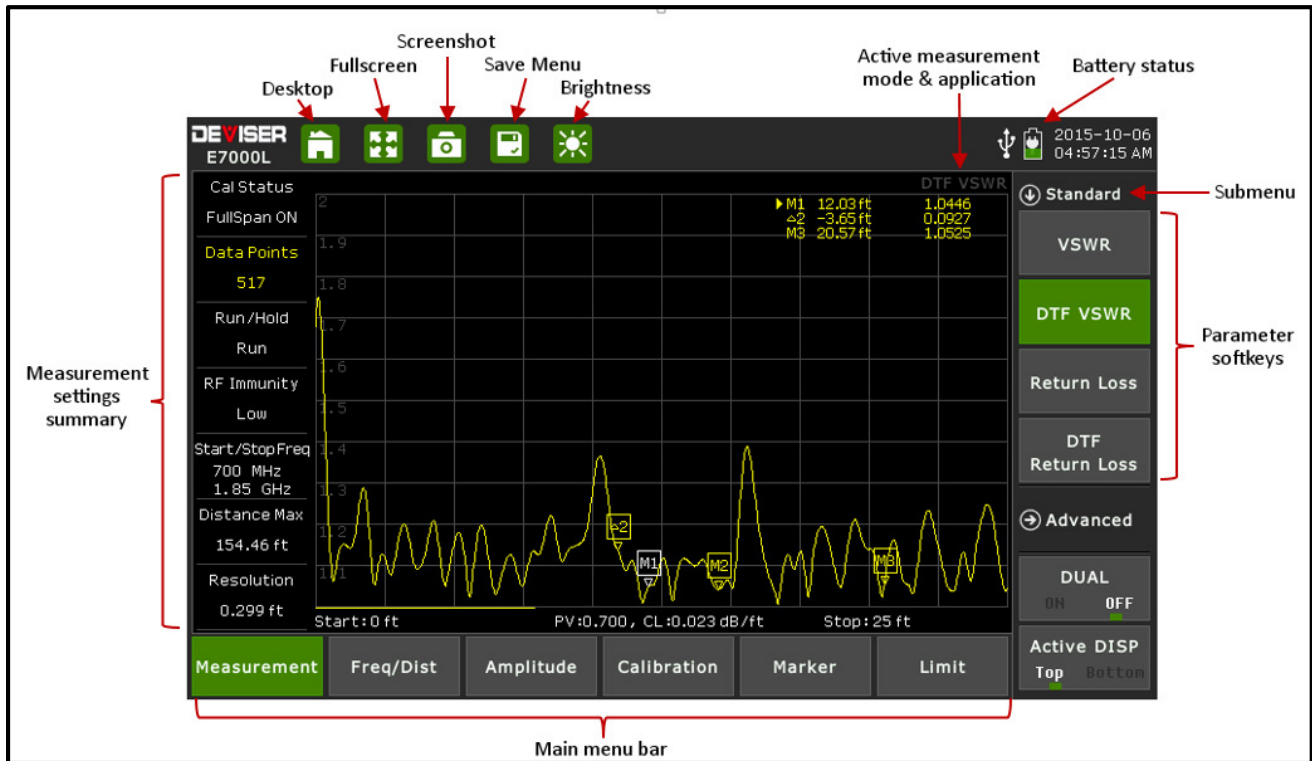 Screenshot
Fullscreen
Save Menu
Desktop
Brightness
Active measurement
mode & application
Battery status
DEVISER
E7000L
2015-10-06
04:57:15 AM
Measurement
settings
summary
Cal Status
FullSpan ON
Data Points
517
Run/Hold
Run
RF Immunity
Low
Start/StopFreq
700 MHz
1.85 GHz
Distance Max
154.46 ft
Resolution
0.299 ft
DTF VSWR
M1 12.03 ft 1.0446
△2 -3.65 ft 0.0927
M3 20.57 ft 1.0525
2
1.9
1.8
1.7
1.6
1.5
1.4
1.3
1.2
1.1
△2
M1
M2
M3
Start: 0 ft
PV:0.700, CL:0.023 dB/ft
Stop: 25 ft
Standard
Submenu
VSWR
DTF VSWR
Return Loss
DTF
Return Loss
Parameter
softkeys
Advanced
DUAL
ON OFF
Active DISP
Top Bottom
Measurement
Freq/Dist
Amplitude
Calibration
Marker
Limit
Main menu bar